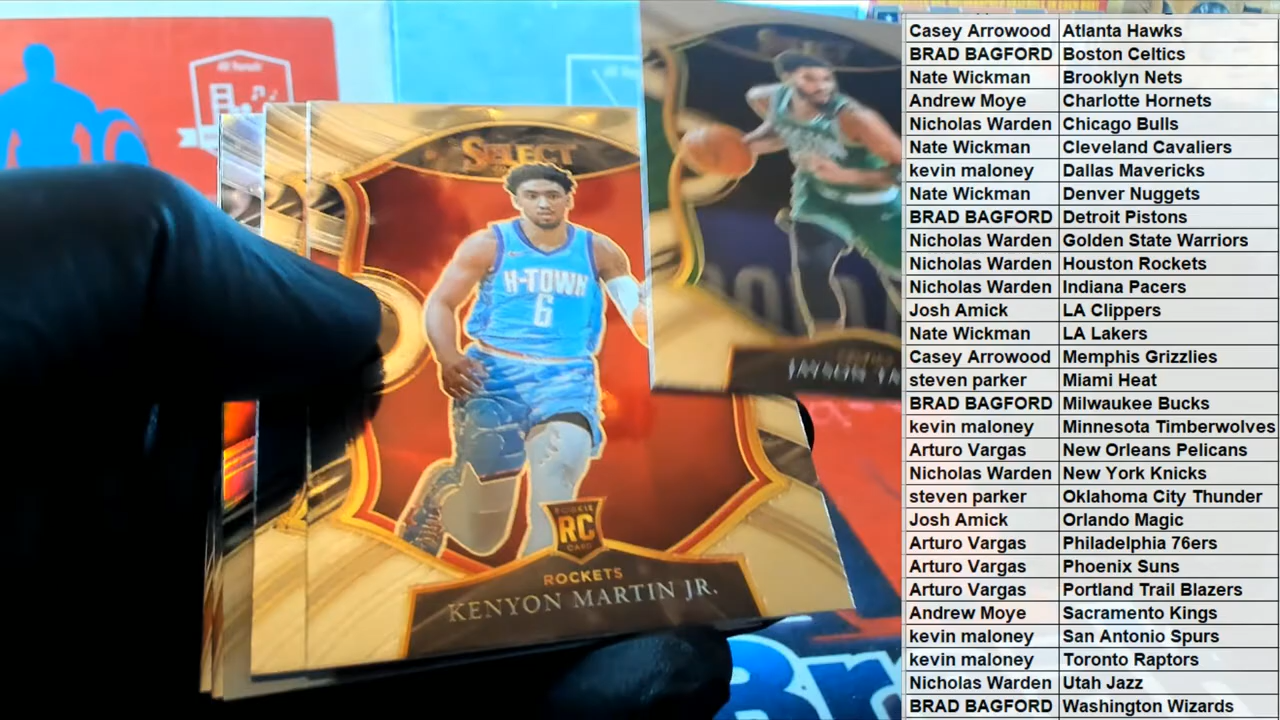 SELECT
H-TOWN
6
ROOKIE
RC
CARD
ROCKETS
KENYON MARTIN JR.
Casey Arrowood Atlanta Hawks
BRAD BAGFORD Boston Celtics
Nate Wickman Brooklyn Nets
Andrew Moye Charlotte Hornets
Nicholas Warden Chicago Bulls
Nate Wickman Cleveland Cavaliers
kevin maloney Dallas Mavericks
Nate Wickman Denver Nuggets
BRAD BAGFORD Detroit Pistons
Nicholas Warden Golden State Warriors
Nicholas Warden Houston Rockets
Nicholas Warden Indiana Pacers
Josh Amick LA Clippers
Nate Wickman LA Lakers
Casey Arrowood Memphis Grizzlies
steven parker Miami Heat
BRAD BAGFORD Milwaukee Bucks
kevin maloney Minnesota Timberwolves
Arturo Vargas New Orleans Pelicans
Nicholas Warden New York Knicks
steven parker Oklahoma City Thunder
Josh Amick Orlando Magic
Arturo Vargas Philadelphia 76ers
Arturo Vargas Phoenix Suns
Arturo Vargas Portland Trail Blazers
Andrew Moye Sacramento Kings
kevin maloney San Antonio Spurs
kevin maloney Toronto Raptors
Nicholas Warden Utah Jazz
BRAD BAGFORD Washington Wizards